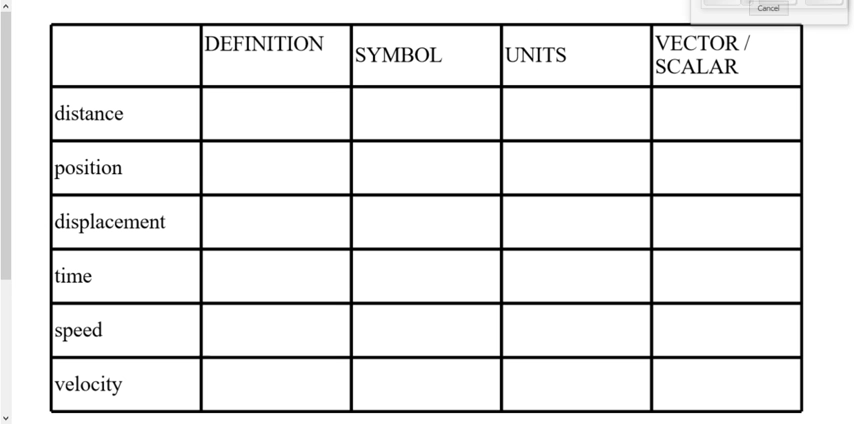 Cancel
DEFINITION
SYMBOL
UNITS
VECTOR /
SCALAR
distance
position
displacement
time
speed
velocity